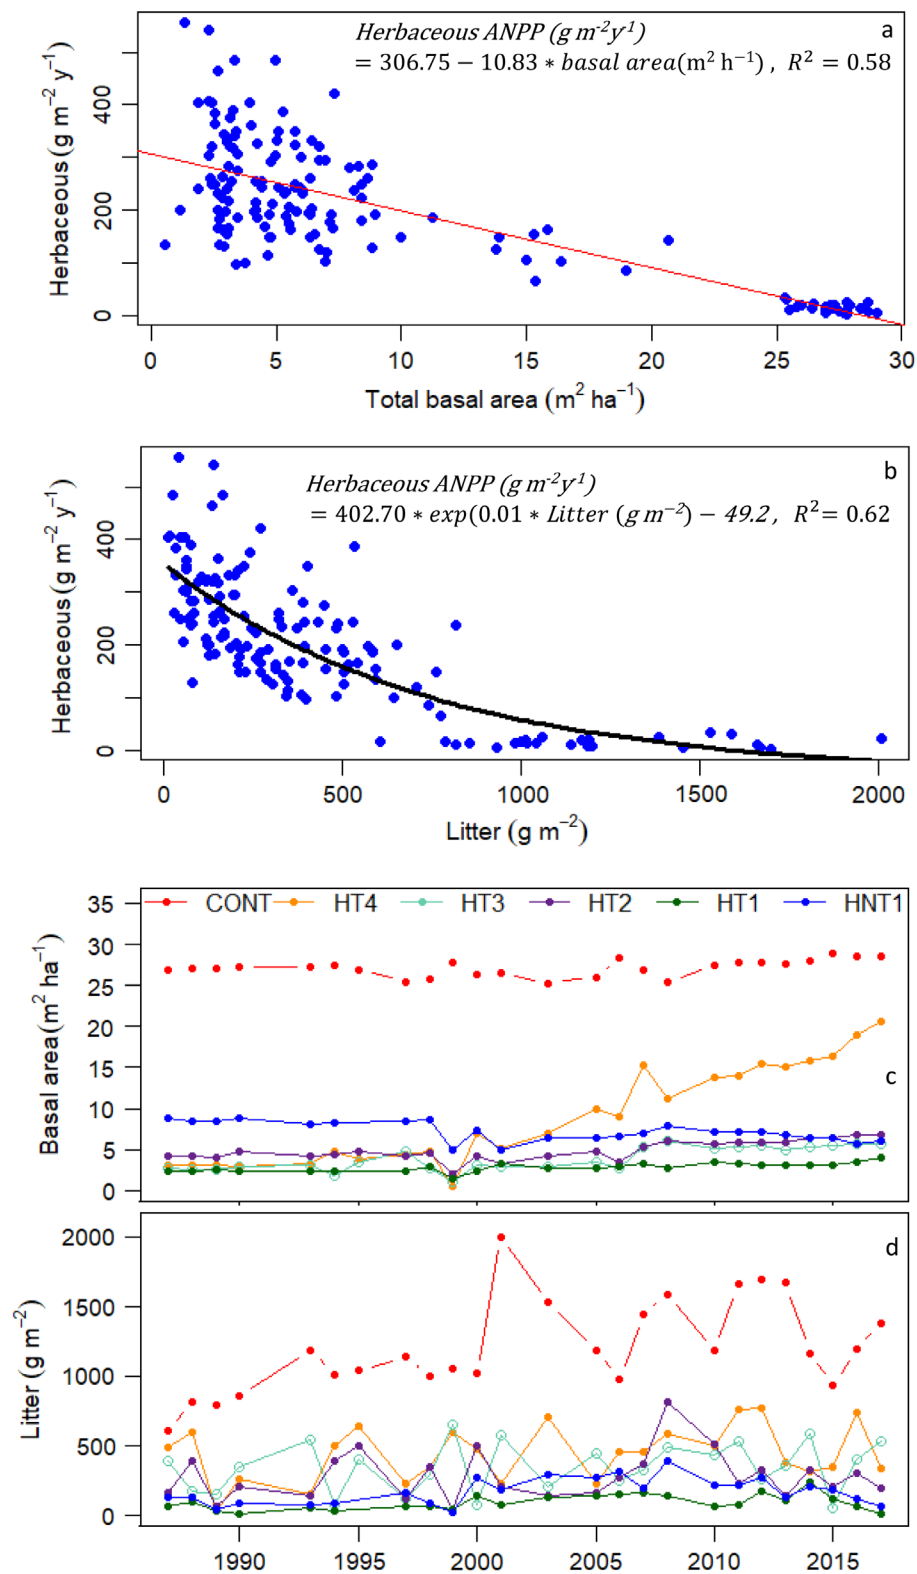 a
Herbaceous ANPP (g m⁻²y¹)
= 306.75 − 10.83 * basal area(m² h⁻¹) , R² = 0.58
Herbaceous (g m⁻² y⁻¹)
400
200
0
0 5 10 15 20 25 30
Total basal area (m² ha⁻¹)
b
Herbaceous ANPP (g m⁻²y¹)
= 402.70 * exp(0.01 * Litter (g m⁻²) − 49.2 , R²= 0.62
Herbaceous (g m⁻² y⁻¹)
400
200
0
0 500 1000 1500 2000
Litter (g m⁻²)
CONT HT4 HT3 HT2 HT1 HNT1
Basal area(m² ha⁻¹)
35
30
25
20
15
10
5
0
c
d
Litter (g m⁻²)
2000
1500
1000
500
0
1990 1995 2000 2005 2010 2015